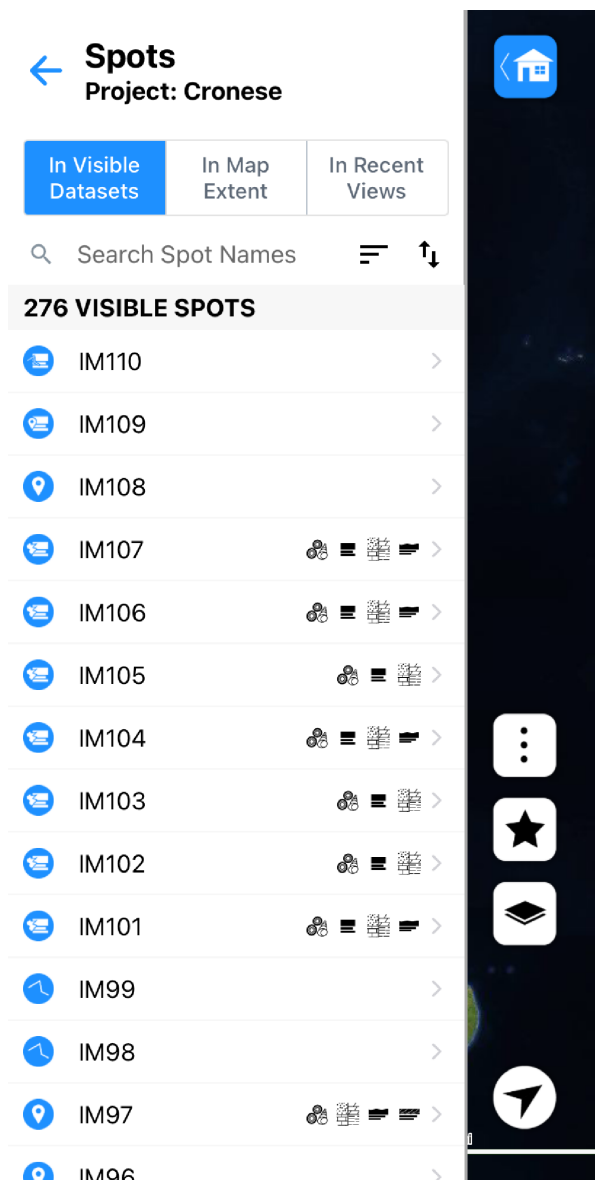 Spots
Project: Cronese
In Visible
Datasets
In Map
Extent
In Recent
Views
Search Spot Names
276 VISIBLE SPOTS
IM110
IM109
IM108
IM107
IM106
IM105
IM104
IM103
IM102
IM101
IM99
IM98
IM97
IM96